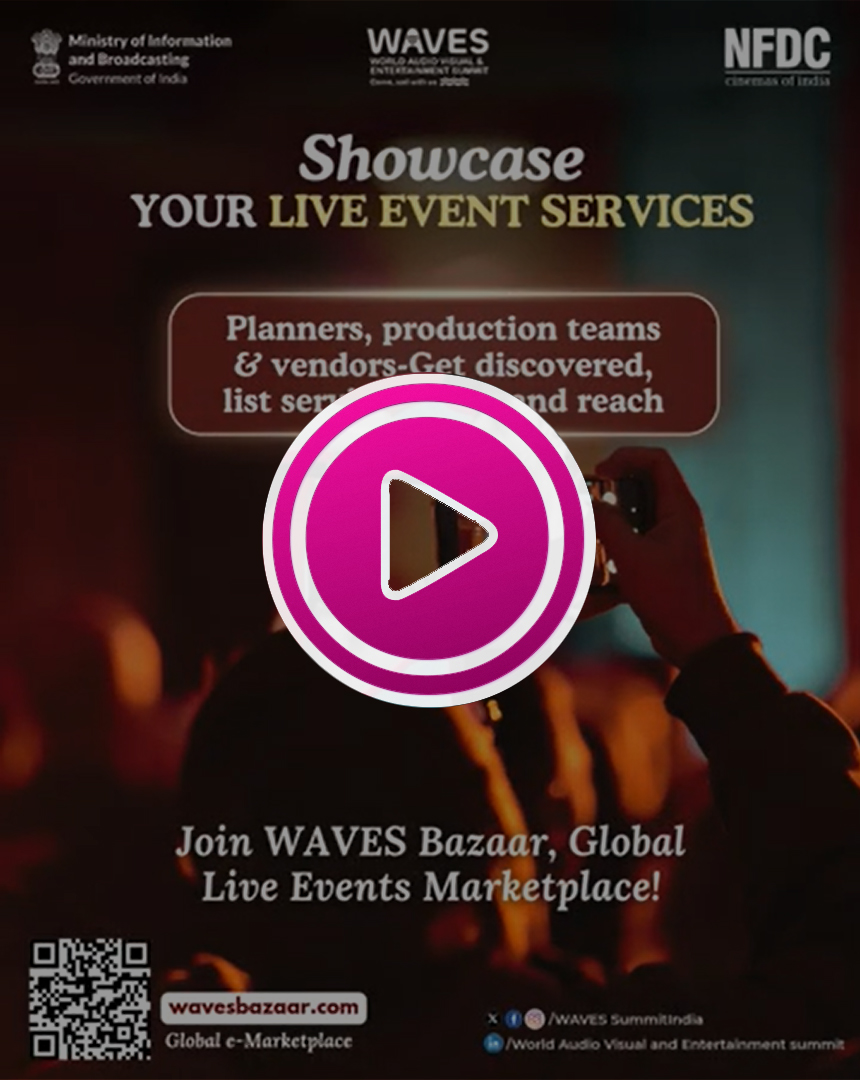 Ministry of Information
and Broadcasting
Government of India
WAVES
WORLD AUDIO VISUAL &
ENTERTAINMENT SUMMIT
NFDC
cinemas of india
Showcase
YOUR LIVE EVENT SERVICES
Planners, production teams
& vendors-Get discovered,
list and reach
Join WAVES Bazaar, Global
Live Events Marketplace!
wavesbazaar.com
Global e-Marketplace
/WAVES SummitIndia
/World Audio Visual and Entertainment summit